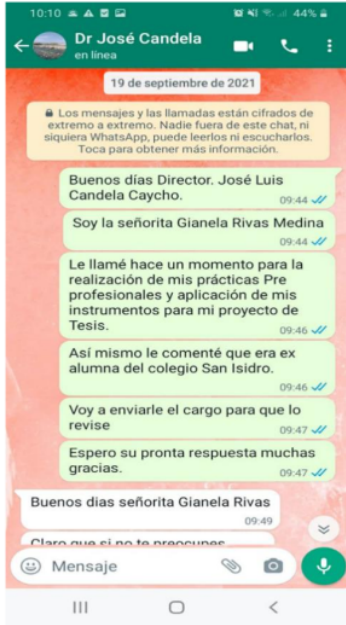 10:10
44%
Dr José Candela
en línea
19 de septiembre de 2021
Los mensajes y las llamadas están cifrados de
extremo a extremo. Nadie fuera de este chat, ni
siquiera WhatsApp, puede leerlos ni escucharlos.
Toca para obtener más información.
Buenos días Director. José Luis
Candela Caycho.
09:44
Soy la señorita Gianela Rivas Medina
09:44
Le llamé hace un momento para la
realización de mis prácticas Pre
profesionales y aplicación de mis
instrumentos para mi proyecto de
Tesis.
09:46
Así mismo le comenté que era ex
alumna del colegio San Isidro.
09:46
Voy a enviarle el cargo para que lo
revise
09:47
Espero su pronta respuesta muchas
gracias.
09:47
Buenos dias señorita Gianela Rivas
09:49
Claro que si no te preocupes
Mensaje